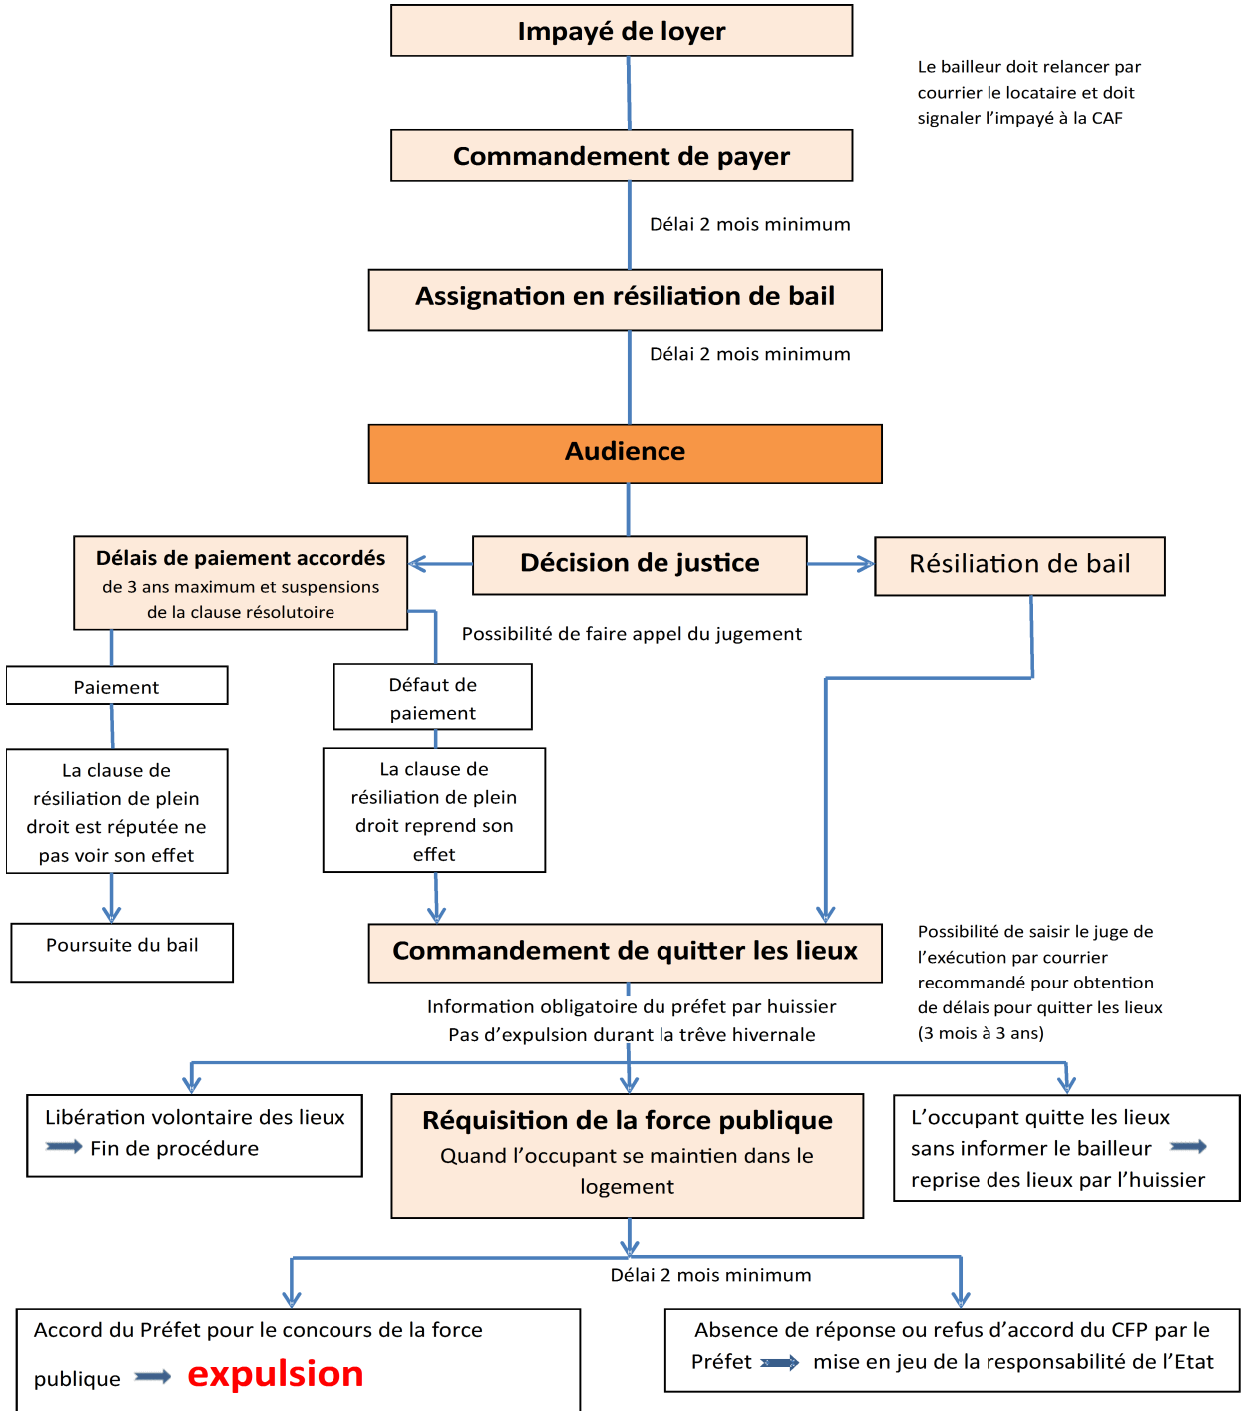 Impayé de loyer
Le bailleur doit relancer par
courrier le locataire et doit
signaler l’impayé à la CAF
Commandement de payer
Délai 2 mois minimum
Assignation en résiliation de bail
Délai 2 mois minimum
Audience
Délais de paiement accordés
de 3 ans maximum et suspensions
de la clause résolutoire
Décision de justice
Résiliation de bail
Possibilité de faire appel du jugement
Paiement
Défaut de
paiement
La clause de
résiliation de plein
droit est réputée ne
pas voir son effet
La clause de
résiliation de plein
droit reprend son
effet
Poursuite du bail
Commandement de quitter les lieux
Possibilité de saisir le juge de
l’exécution par courrier
recommandé pour obtention
de délais pour quitter les lieux
(3 mois à 3 ans)
Information obligatoire du préfet par huissier
Pas d’expulsion durant la trêve hivernale
Libération volontaire des lieux
Fin de procédure
Réquisition de la force publique
Quand l’occupant se maintien dans le
logement
L’occupant quitte les lieux
sans informer le bailleur
reprise des lieux par l’huissier
Délai 2 mois minimum
Accord du Préfet pour le concours de la force
publique expulsion
Absence de réponse ou refus d’accord du CFP par le
Préfet mise en jeu de la responsabilité de l’Etat